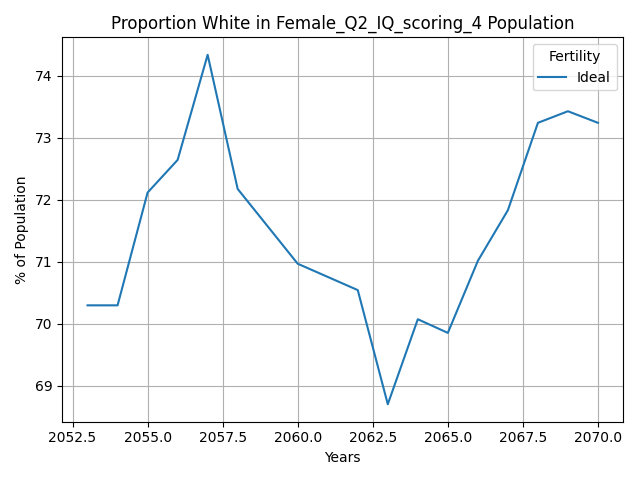 Proportion White in Female_Q2_IQ_scoring_4 Population
Fertility
Ideal
% of Population
74
73
72
71
70
69
2052.5 2055.0 2057.5 2060.0 2062.5 2065.0 2067.5 2070.0
Years